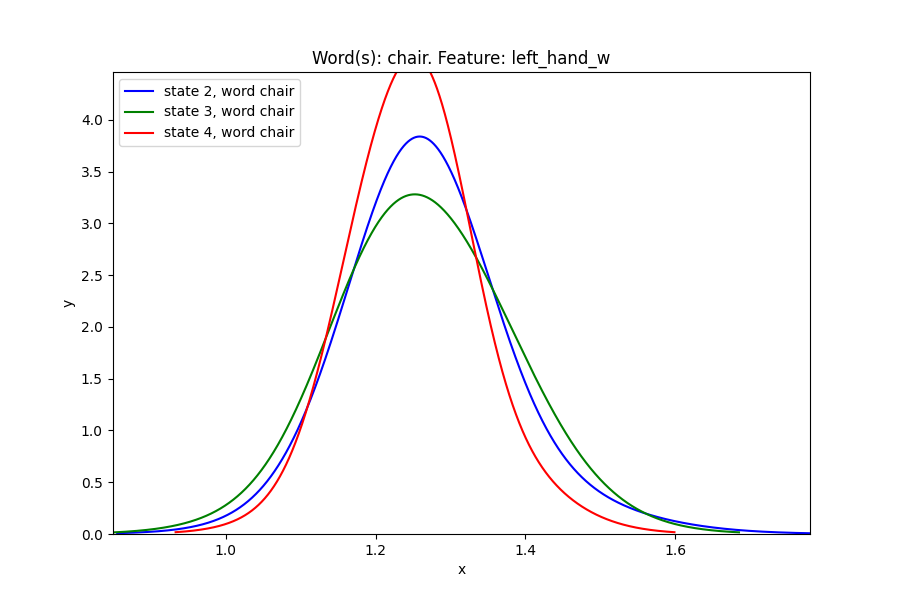 Word(s): chair. Feature: left_hand_w
state 2, word chair
state 3, word chair
state 4, word chair
y
4.0
3.5
3.0
2.5
2.0
1.5
1.0
0.5
0.0
1.0 1.2 1.4 1.6
x